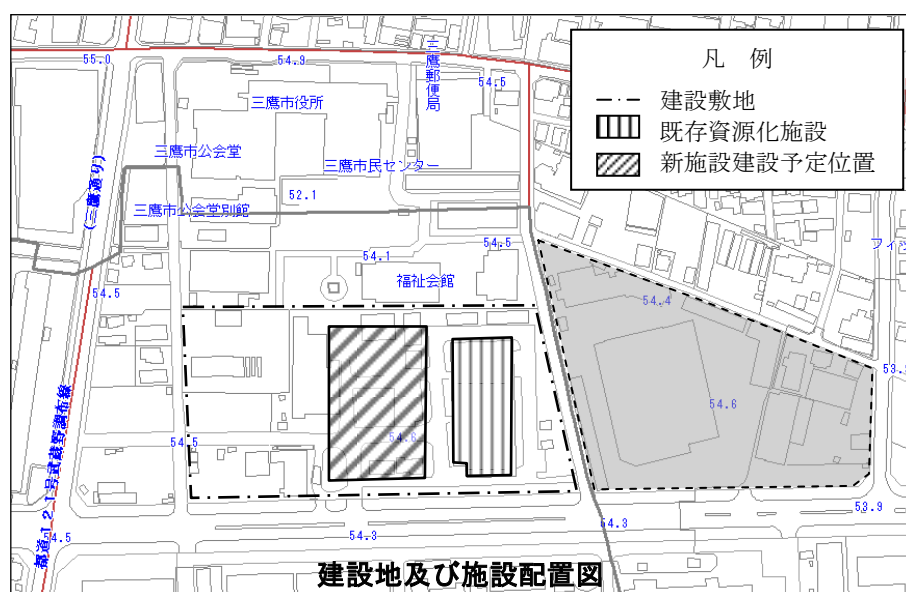 55.0
54.9
三鷹郵便局
54.5
凡 例
建設敷地
既存資源化施設
新施設建設予定位置
三鷹市役所
三鷹市公会堂
三鷹市民センター
(三鷹通り)
52.1
三鷹市公会堂別館
54.1
54.5
福祉会館
54.5
54.4
54.6
54.5
54.6
都道121号武蔵野調布線
53.9
54.3
54.3
54.5
建設地及び施設配置図